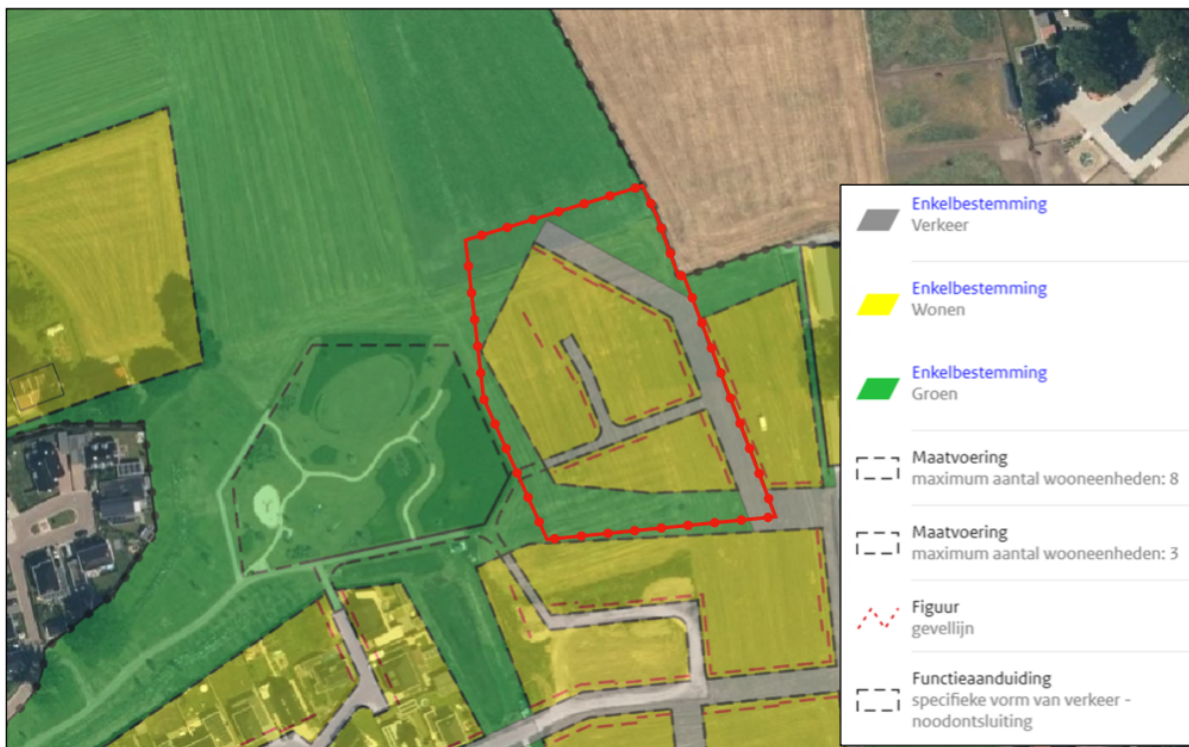 Enkelbestemming
Verkeer
Enkelbestemming
Wonen
Enkelbestemming
Groen
Maatvoering
maximum aantal wooneenheden: 8
Maatvoering
maximum aantal wooneenheden: 3
Figuur
gevellijn
Functieaanduiding
specifieke vorm van verkeer -
noodontsluiting